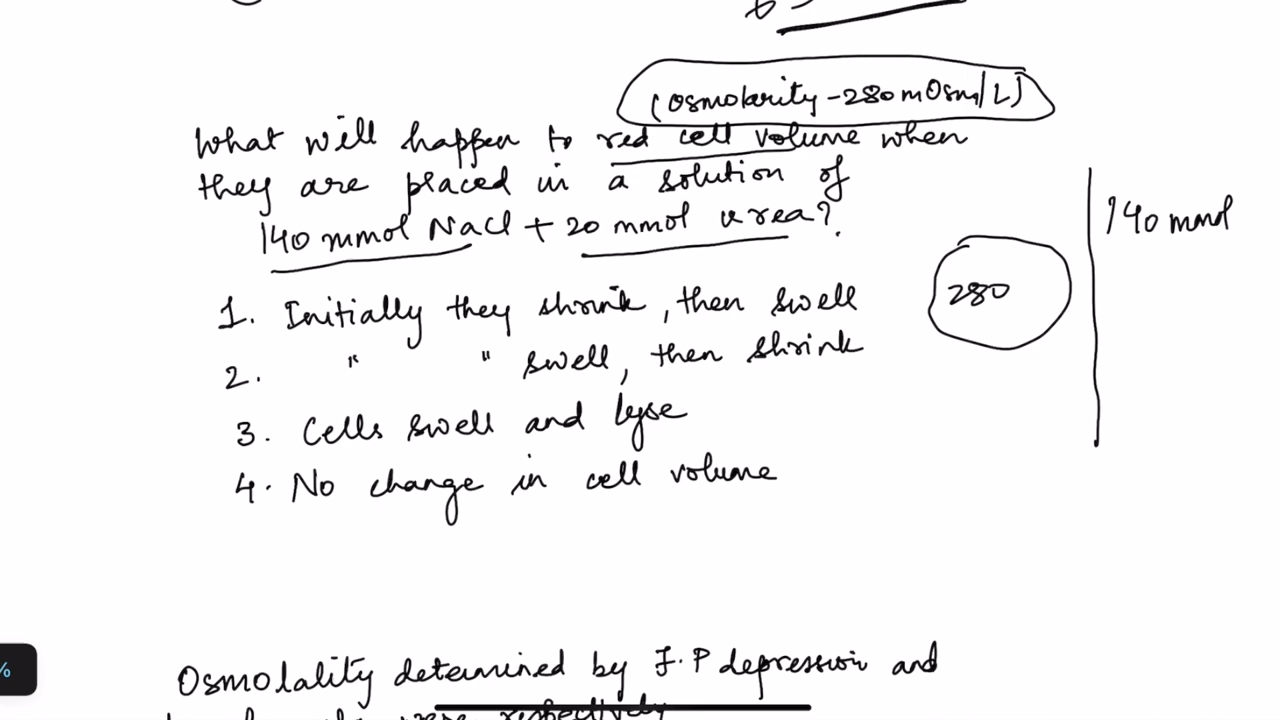 (Osmolarity - 280 mOsm/L)
What will happen to red cell volume when
they are placed in a solution of
140 mmol NaCl + 20 mmol urea?
140 mmol
280
1. Initially they shrink, then swell
2. " " swell, then shrink
3. Cells swell and lyse
4. No change in cell volume
%
Osmolality determined by F.P depression and
were respectively